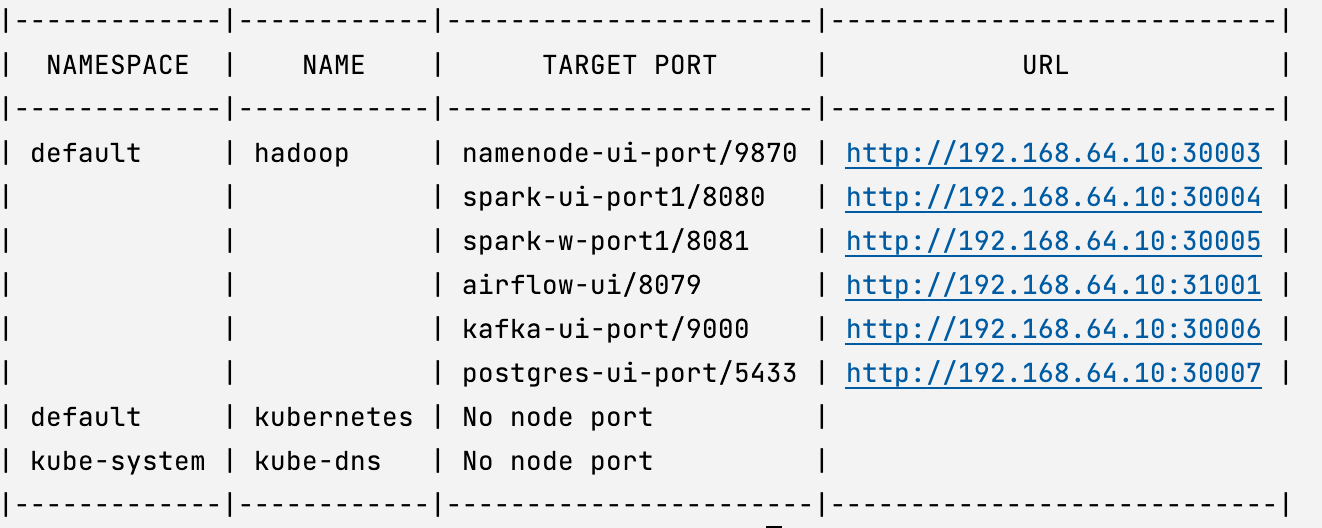 |-------------|------------|-----------------------|-----------------------------|
|  NAMESPACE  |    NAME    |      TARGET PORT      |             URL             |
|-------------|------------|-----------------------|-----------------------------|
| default     | hadoop     | namenode-ui-port/9870 | http://192.168.64.10:30003 |
|             |            | spark-ui-port1/8080   | http://192.168.64.10:30004 |
|             |            | spark-w-port1/8081    | http://192.168.64.10:30005 |
|             |            | airflow-ui/8079       | http://192.168.64.10:31001 |
|             |            | kafka-ui-port/9000    | http://192.168.64.10:30006 |
|             |            | postgres-ui-port/5433 | http://192.168.64.10:30007 |
| default     | kubernetes | No node port          |
| kube-system | kube-dns   | No node port          |
|-------------|------------|-----------------------|-----------------------------|